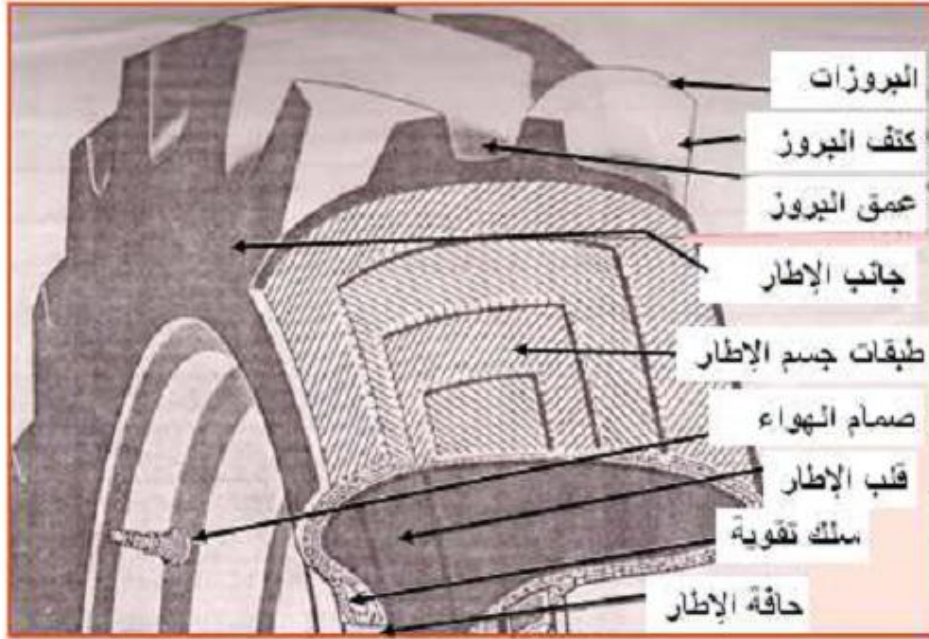 البروزات
كتف البروز
عمق البروز
جانب الإطار
طبقات جسم الإطار
صمام الهواء
قلب الإطار
سلك تقوية
حافة الإطار